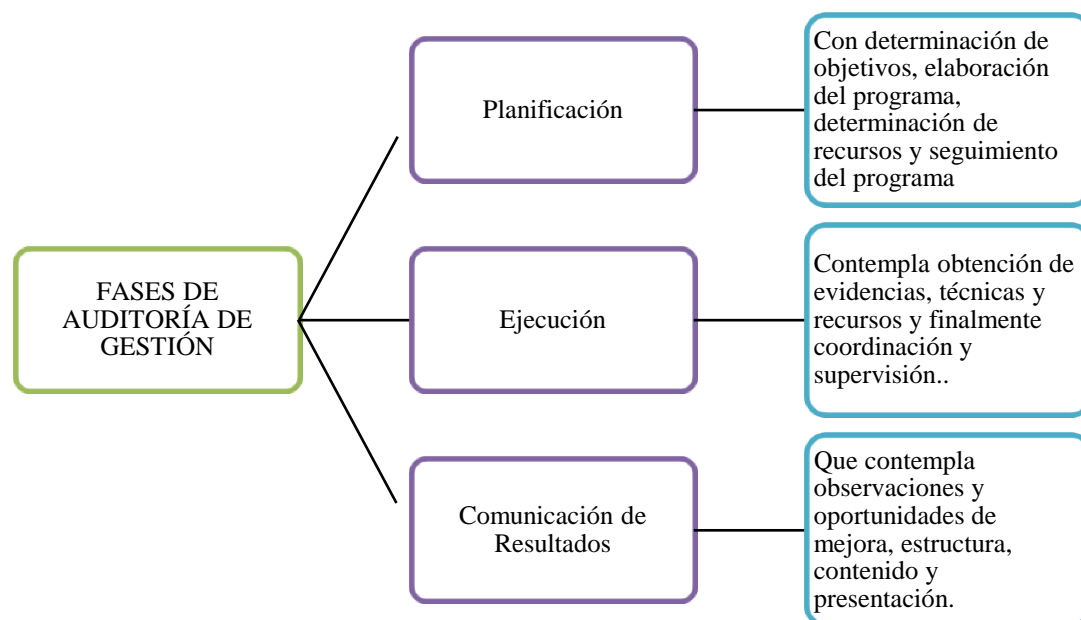 FASES DE
AUDITORÍA DE
GESTIÓN
Planificación
Con determinación de
objetivos, elaboración
del programa,
determinación de
recursos y seguimiento
del programa
Ejecución
Contempla obtención de
evidencias, técnicas y
recursos y finalmente
coordinación y
supervisión..
Comunicación de
Resultados
Que contempla
observaciones y
oportunidades de
mejora, estructura,
contenido y
presentación.